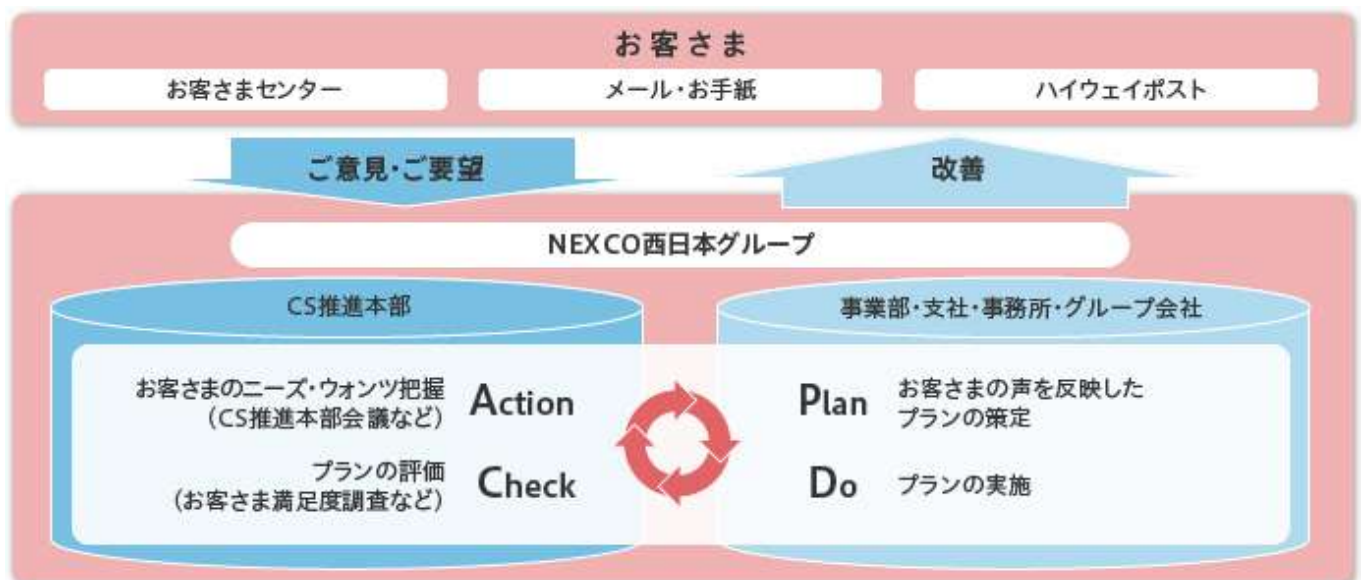 お客さま
お客さまセンター
メール・お手紙
ハイウェイポスト
ご意見・ご要望
改善
NEXCO西日本グループ
CS推進本部
事業部・支社・事務所・グループ会社
お客さまのニーズ・ウォンツ把握
(CS推進本部会議など)
Action
プランの評価
(お客さま満足度調査など)
Check
Plan
お客さまの声を反映した
プランの策定
Do
プランの実施